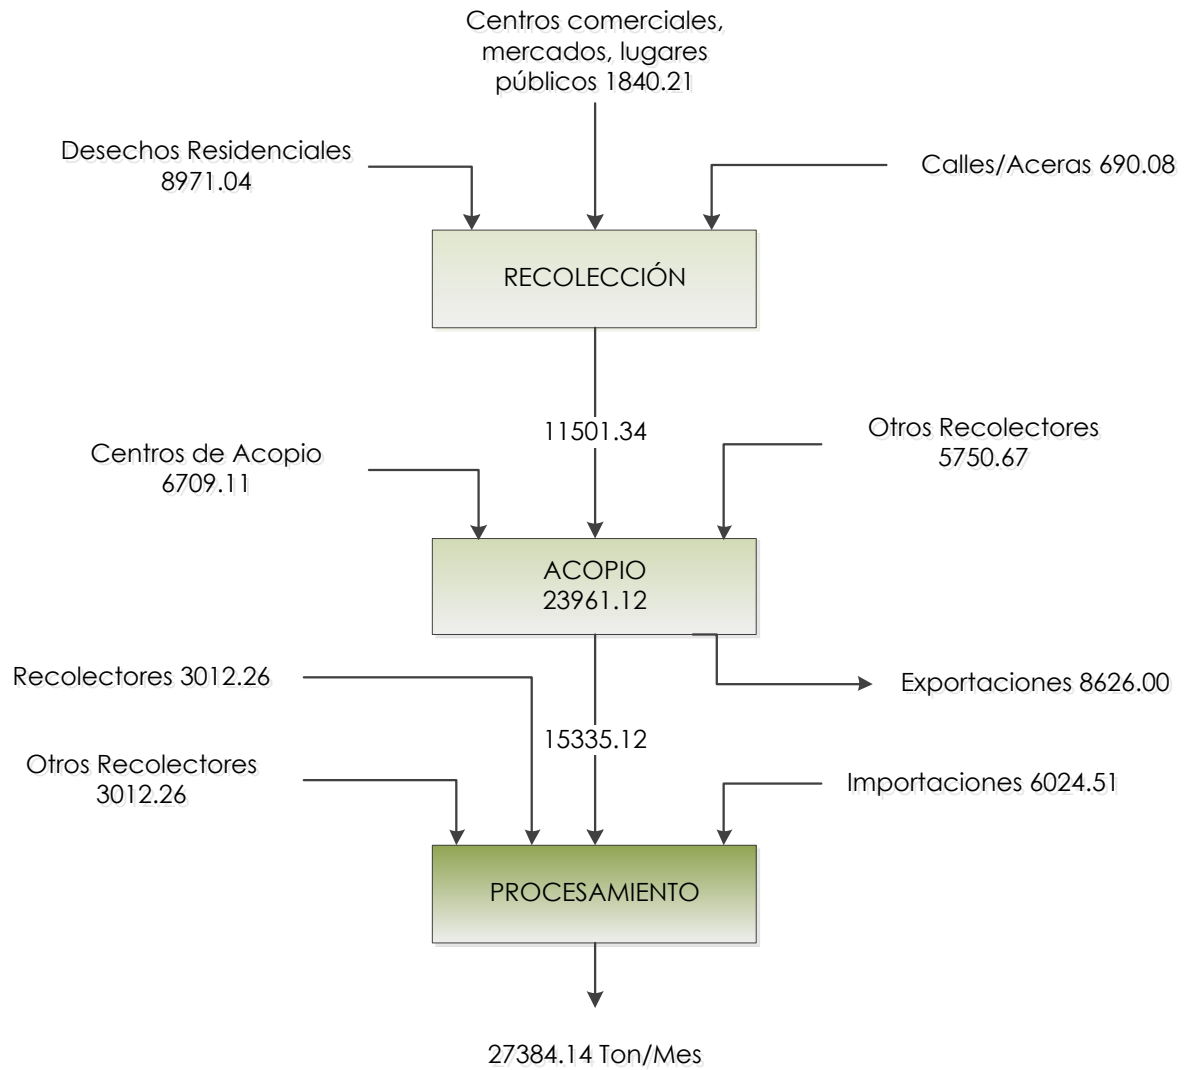 Centros comerciales,
mercados, lugares
públicos 1840.21
Desechos Residenciales
8971.04
Calles/Aceras 690.08
RECOLECCIÓN
11501.34
Otros Recolectores
5750.67
Centros de Acopio
6709.11
ACOPIO
23961.12
Recolectores 3012.26
Exportaciones 8626.00
15335.12
Otros Recolectores
3012.26
Importaciones 6024.51
PROCESAMIENTO
27384.14 Ton/Mes